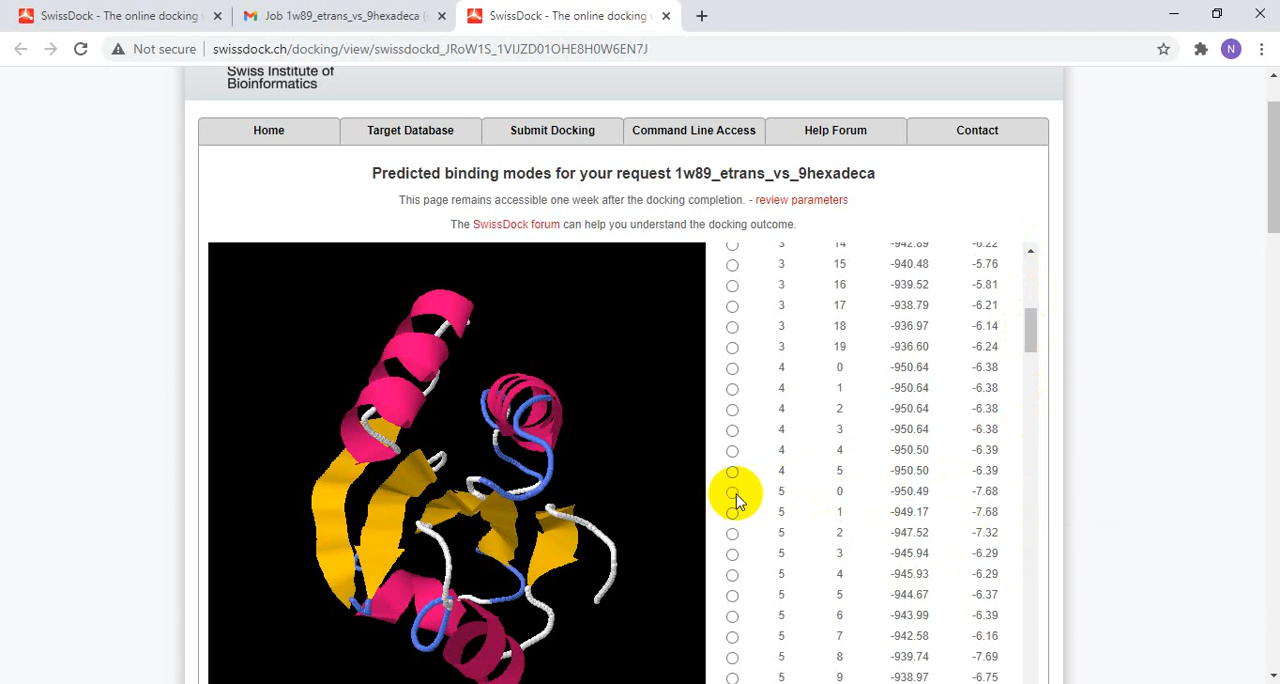 SwissDock - The online docking
Job 1w89_etrans_vs_9hexadeca (
SwissDock - The online docking
Not secure
swissdock.ch/docking/view/swissdockd_JRoW1S_1VIJZD01OHE8H0W6EN7J
N
Swiss Institute of
Bioinformatics
Home
Target Database
Submit Docking
Command Line Access
Help Forum
Contact
Predicted binding modes for your request 1w89_etrans_vs_9hexadeca
This page remains accessible one week after the docking completion. - review parameters
The SwissDock forum can help you understand the docking outcome.
3 14 -942.89 -6.22
3 15 -940.48 -5.76
3 16 -939.52 -5.81
3 17 -938.79 -6.21
3 18 -936.97 -6.14
3 19 -936.60 -6.24
4 0 -950.64 -6.38
4 1 -950.64 -6.38
4 2 -950.64 -6.38
4 3 -950.64 -6.38
4 4 -950.50 -6.39
4 5 -950.50 -6.39
5 0 -950.49 -7.68
5 1 -949.17 -7.68
5 2 -947.52 -7.32
5 3 -945.94 -6.29
5 4 -945.93 -6.29
5 5 -944.67 -6.37
5 6 -943.99 -6.39
5 7 -942.58 -6.16
5 8 -939.74 -7.69
5 9 -938.97 -6.75